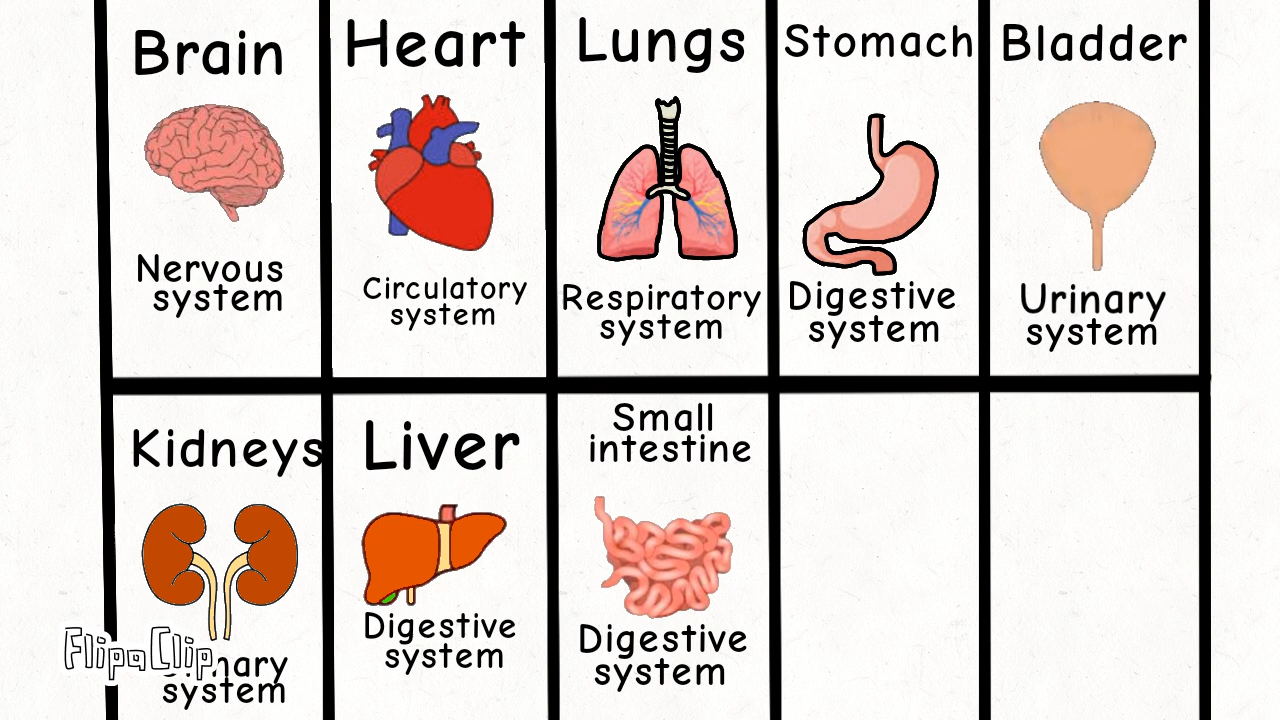 Brain
Heart
Lungs
Stomach
Bladder
Nervous
system
Circulatory
system
Respiratory
system
Digestive
system
Urinary
system
Kidneys
Liver
Small
intestine
FlipaClip
system
Digestive
system
Digestive
system